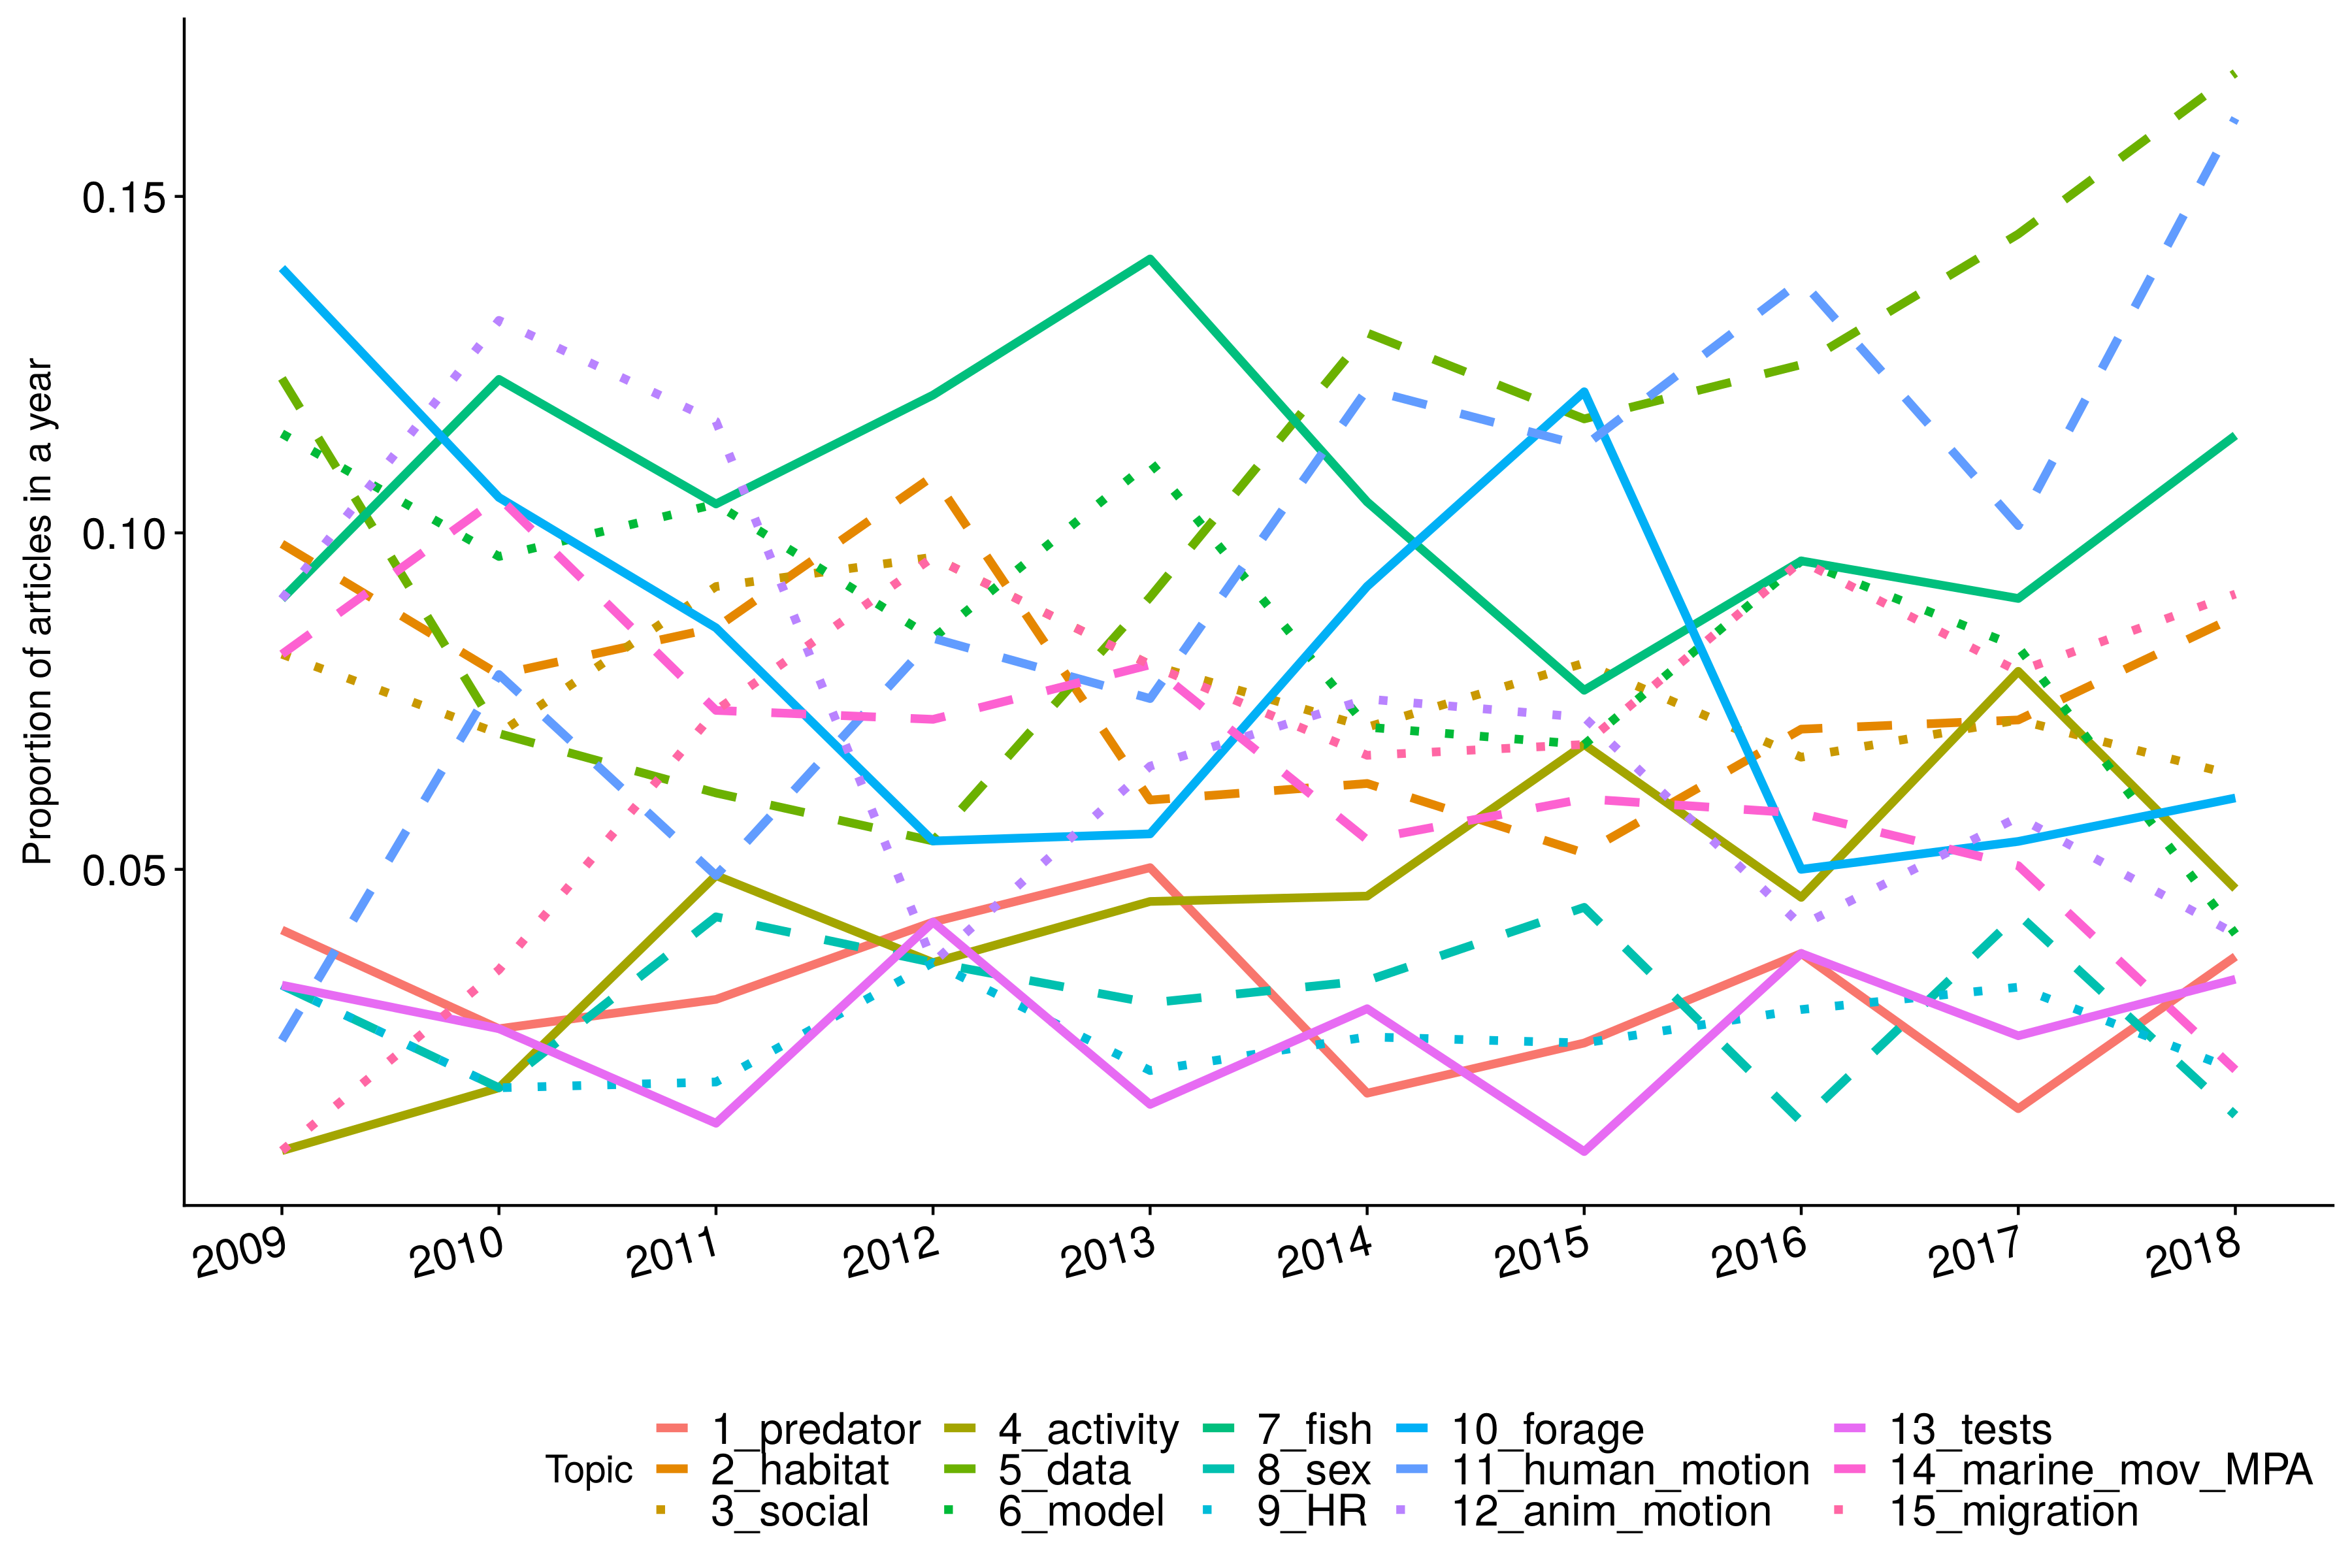 Proportion of articles in a year
0.15
0.10
0.05
2009 2010 2011 2012 2013 2014 2015 2016 2017 2018
Topic
1_predator 4_activity 7_fish 10_forage 13_tests
2_habitat 5_data 8_sex 11_human_motion 14_marine_mov_MPA
3_social 6_model 9_HR 12_anim_motion 15_migration